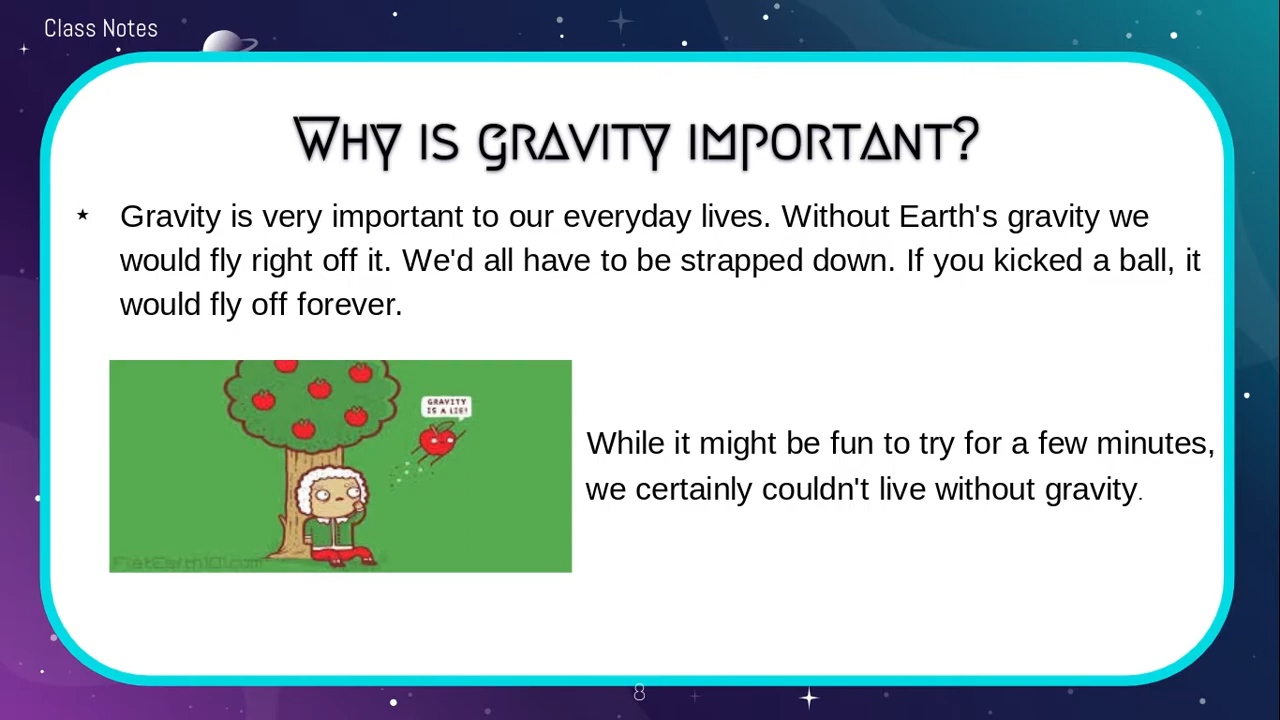 Class Notes
Why is gravity important?
★ Gravity is very important to our everyday lives. Without Earth's gravity we
would fly right off it. We'd all have to be strapped down. If you kicked a ball, it
would fly off forever.
GRAVITY
IS A LIE!
While it might be fun to try for a few minutes,
we certainly couldn't live without gravity.
FlatEarth101.com
8